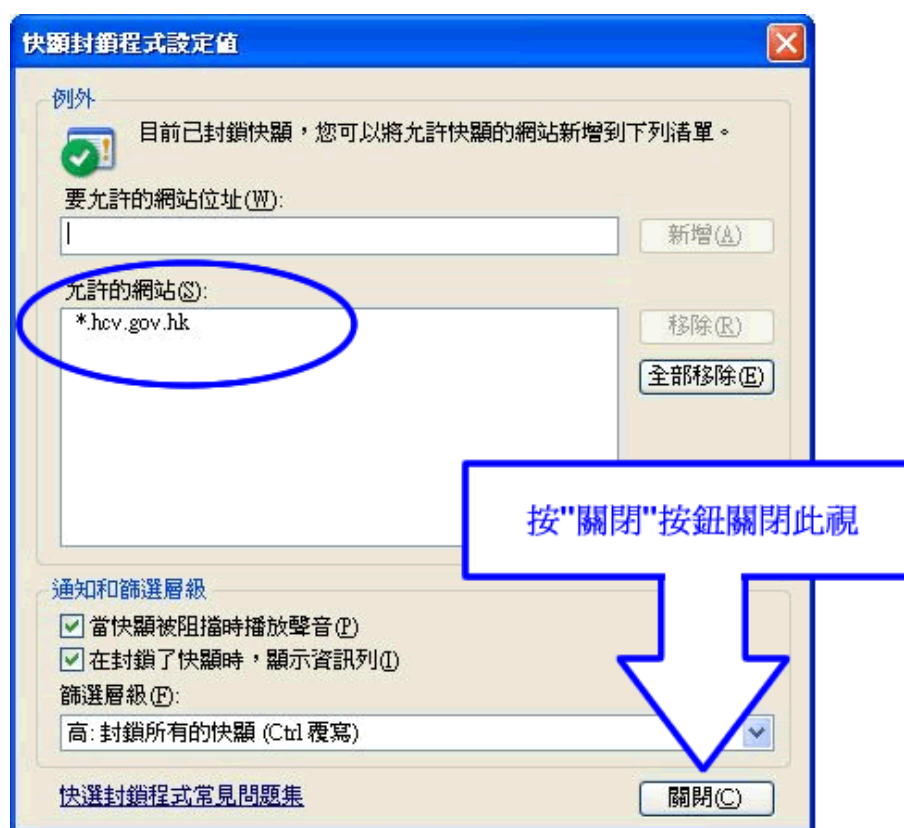 快顯封鎖程式設定值
例外
目前已封鎖快顯，您可以將允許快顯的網站新增到下列清單。
要允許的網站位址(W):
新增(A)
允許的網站(S):
*.hcv.gov.hk
移除(R)
全部移除(E)
按"關閉"按鈕關閉此視
通知和篩選層級
當快顯被阻擋時播放聲音(P)
在封鎖了快顯時，顯示資訊列(I)
篩選層級(F):
高: 封鎖所有的快顯 (Ctrl 覆寫)
快選封鎖程式常見問題集
關閉(C)